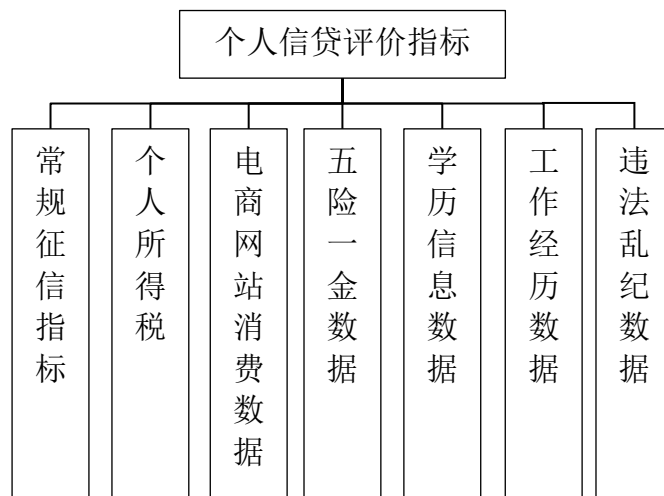 个人信贷评价指标
常规征信指标
个人所得税
电商网站消费数据
五险一金数据
学历信息数据
工作经历数据
违法乱纪数据